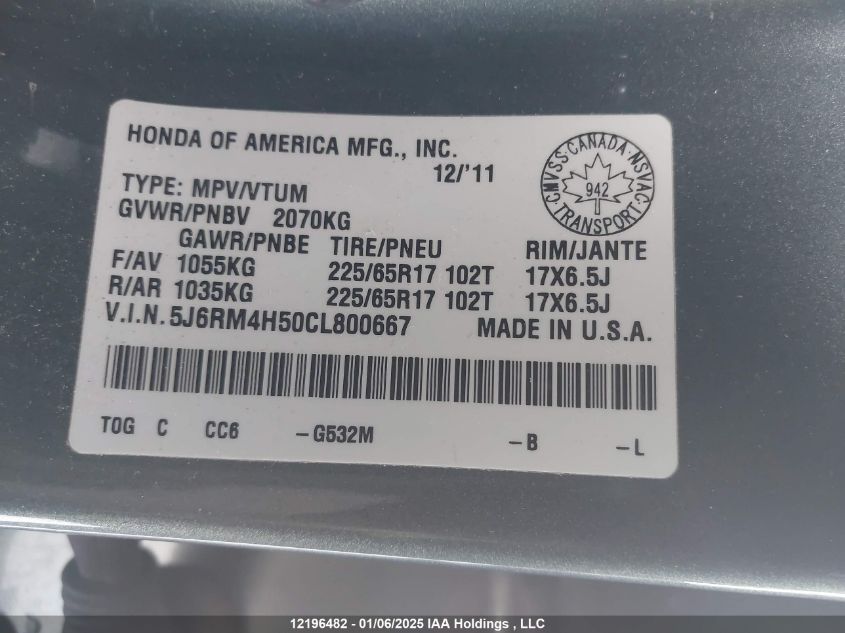 HONDA OF AMERICA MFG., INC.
12/'11
CMVSS·CANADA·NSVAC
942
TRANSPORT
TYPE: MPV/VTUM
GVWR/PNBV 2070KG
GAWR/PNBE TIRE/PNEU RIM/JANTE
F/AV 1055KG 225/65R17 102T 17X6.5J
R/AR 1035KG 225/65R17 102T 17X6.5J
V.I.N. 5J6RM4H50CL800667 MADE IN U.S.A.
TOG C CC6 -G532M -B -L
12196482 - 01/06/2025 IAA Holdings , LLC